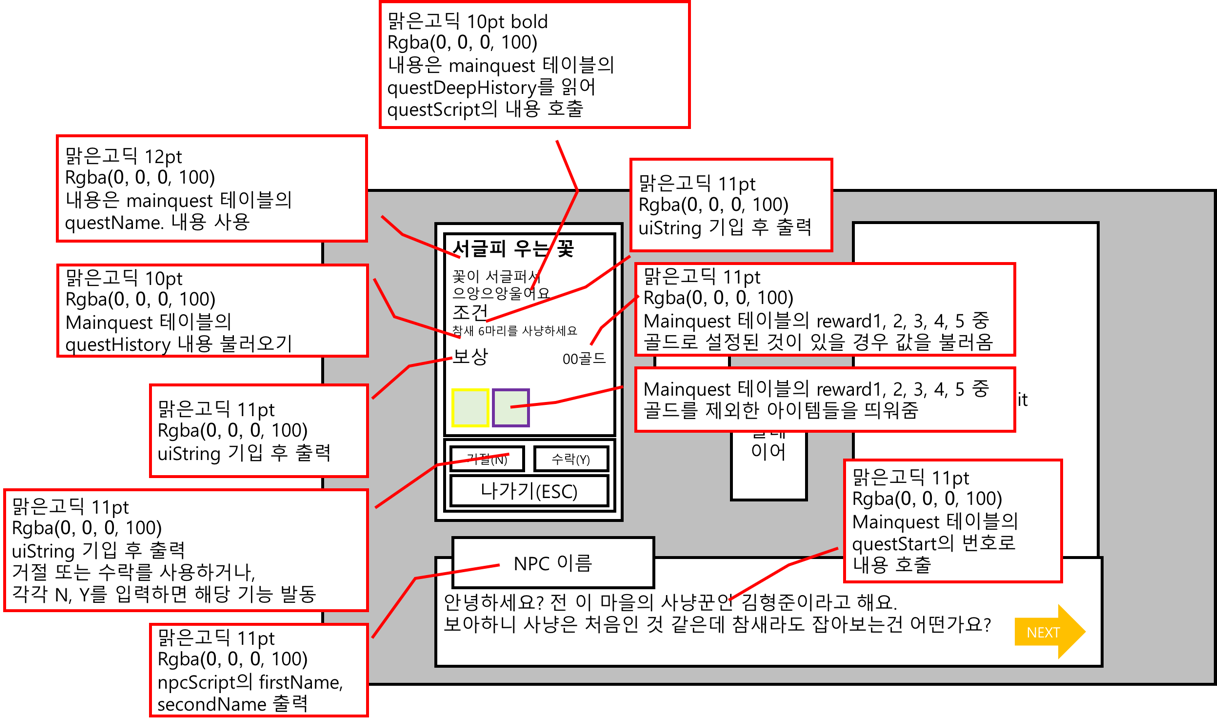 맑은고딕 10pt bold
Rgba(0, 0, 0, 100)
내용은 mainquest 테이블의
questDeepHistory를 읽어
questScript의 내용 호출
맑은고딕 12pt
Rgba(0, 0, 0, 100)
내용은 mainquest 테이블의
questName. 내용 사용
맑은고딕 11pt
Rgba(0, 0, 0, 100)
uiString 기입 후 출력
맑은고딕 10pt
Rgba(0, 0, 0, 100)
Mainquest 테이블의
questHistory 내용 불러오기
맑은고딕 11pt
Rgba(0, 0, 0, 100)
Mainquest 테이블의 reward1, 2, 3, 4, 5 중
골드로 설정된 것이 있을 경우 값을 불러옴
서글피 우는 꽃
꽃이 서글퍼서
으앙으앙울어요
조건
참새 6마리를 사냥하세요
보상
00골드
Mainquest 테이블의 reward1, 2, 3, 4, 5 중
골드를 제외한 아이템들을 띄워줌
it
이어
맑은고딕 11pt
Rgba(0, 0, 0, 100)
uiString 기입 후 출력
거절(N)
수락(Y)
나가기(ESC)
맑은고딕 11pt
Rgba(0, 0, 0, 100)
Mainquest 테이블의
questStart의 번호로
내용 호출
맑은고딕 11pt
Rgba(0, 0, 0, 100)
uiString 기입 후 출력
거절 또는 수락를 사용하거나,
각각 N, Y를 입력하면 해당 기능 발동
NPC 이름
안녕하세요? 전 이 마을의 사냥꾼인 김형준이라고 해요.
보아하니 사냥은 처음인 것 같은데 참새라도 잡아보는건 어떤가요?
NEXT
맑은고딕 11pt
Rgba(0, 0, 0, 100)
npcScript의 firstName,
secondName 출력